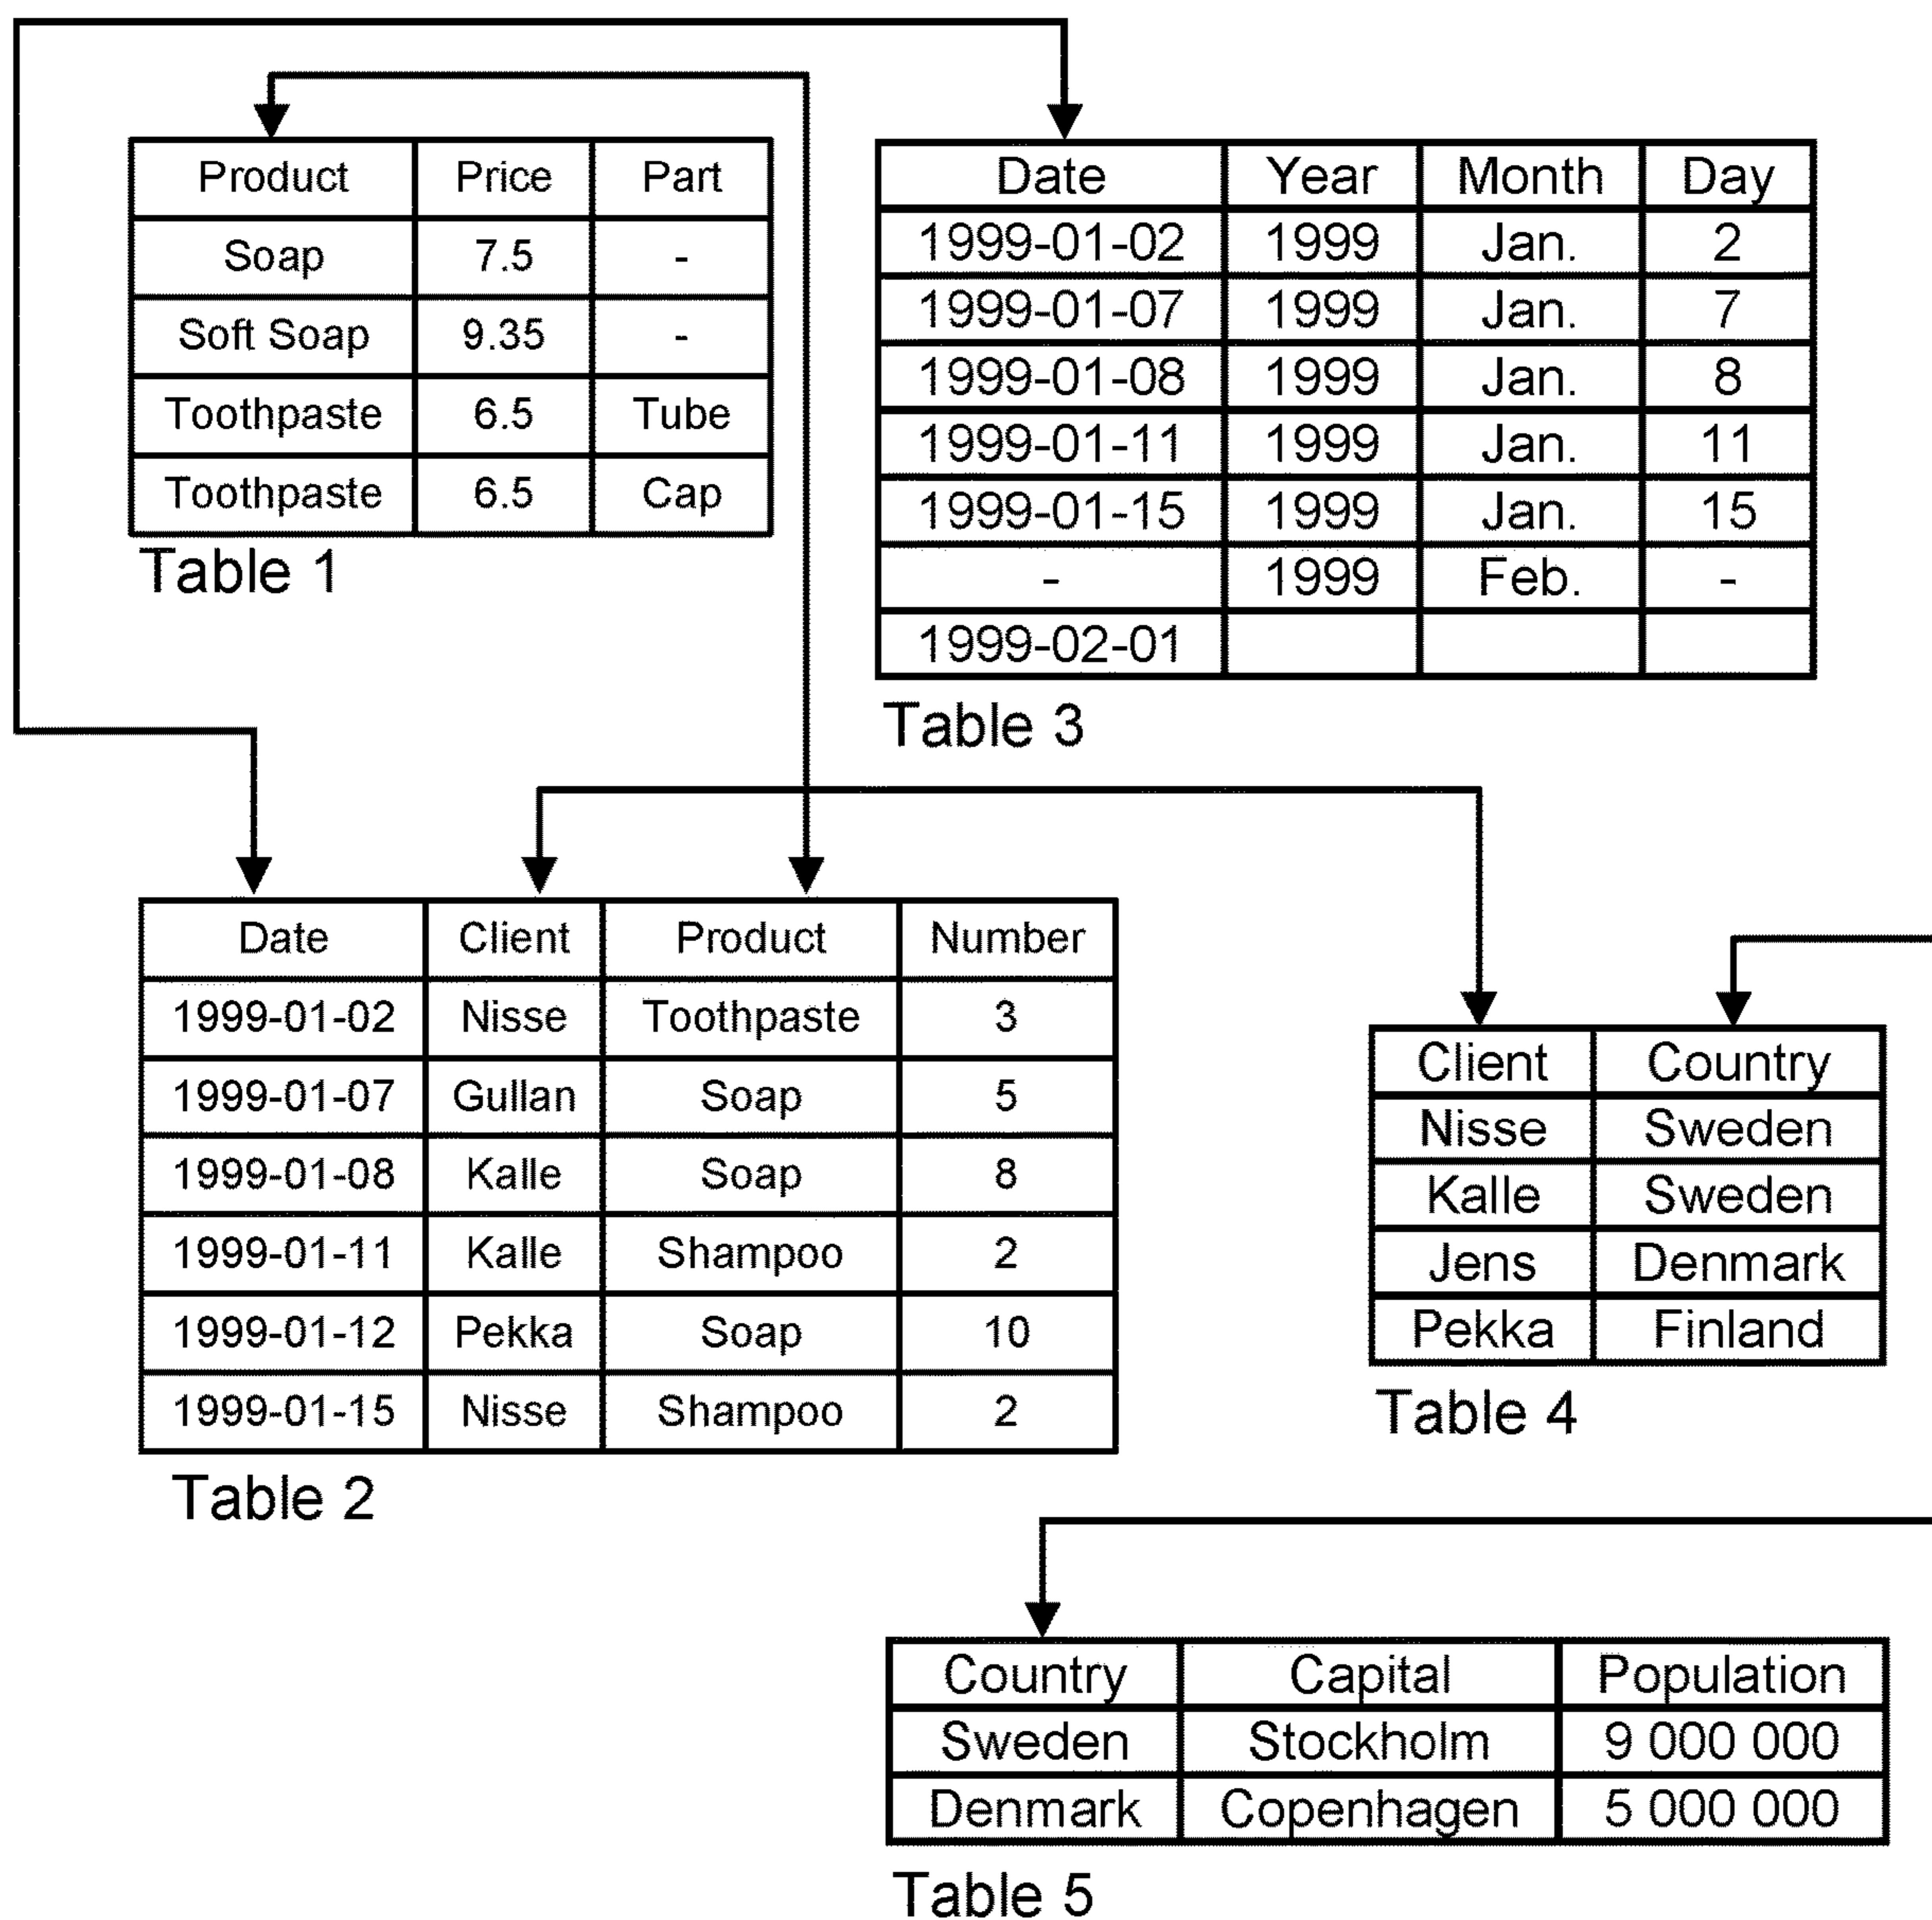 Product Price Part
Soap 7.5 -
Soft Soap 9.35 -
Toothpaste 6.5 Tube
Toothpaste 6.5 Cap
Table 1
Date Year Month Day
1999-01-02 1999 Jan. 2
1999-01-07 1999 Jan. 7
1999-01-08 1999 Jan. 8
1999-01-11 1999 Jan. 11
1999-01-15 1999 Jan. 15
- 1999 Feb. -
1999-02-01
Table 3
Date Client Product Number
1999-01-02 Nisse Toothpaste 3
1999-01-07 Gullan Soap 5
1999-01-08 Kalle Soap 8
1999-01-11 Kalle Shampoo 2
1999-01-12 Pekka Soap 10
1999-01-15 Nisse Shampoo 2
Table 2
Client Country
Nisse Sweden
Kalle Sweden
Jens Denmark
Pekka Finland
Table 4
Country Capital Population
Sweden Stockholm 9 000 000
Denmark Copenhagen 5 000 000
Table 5